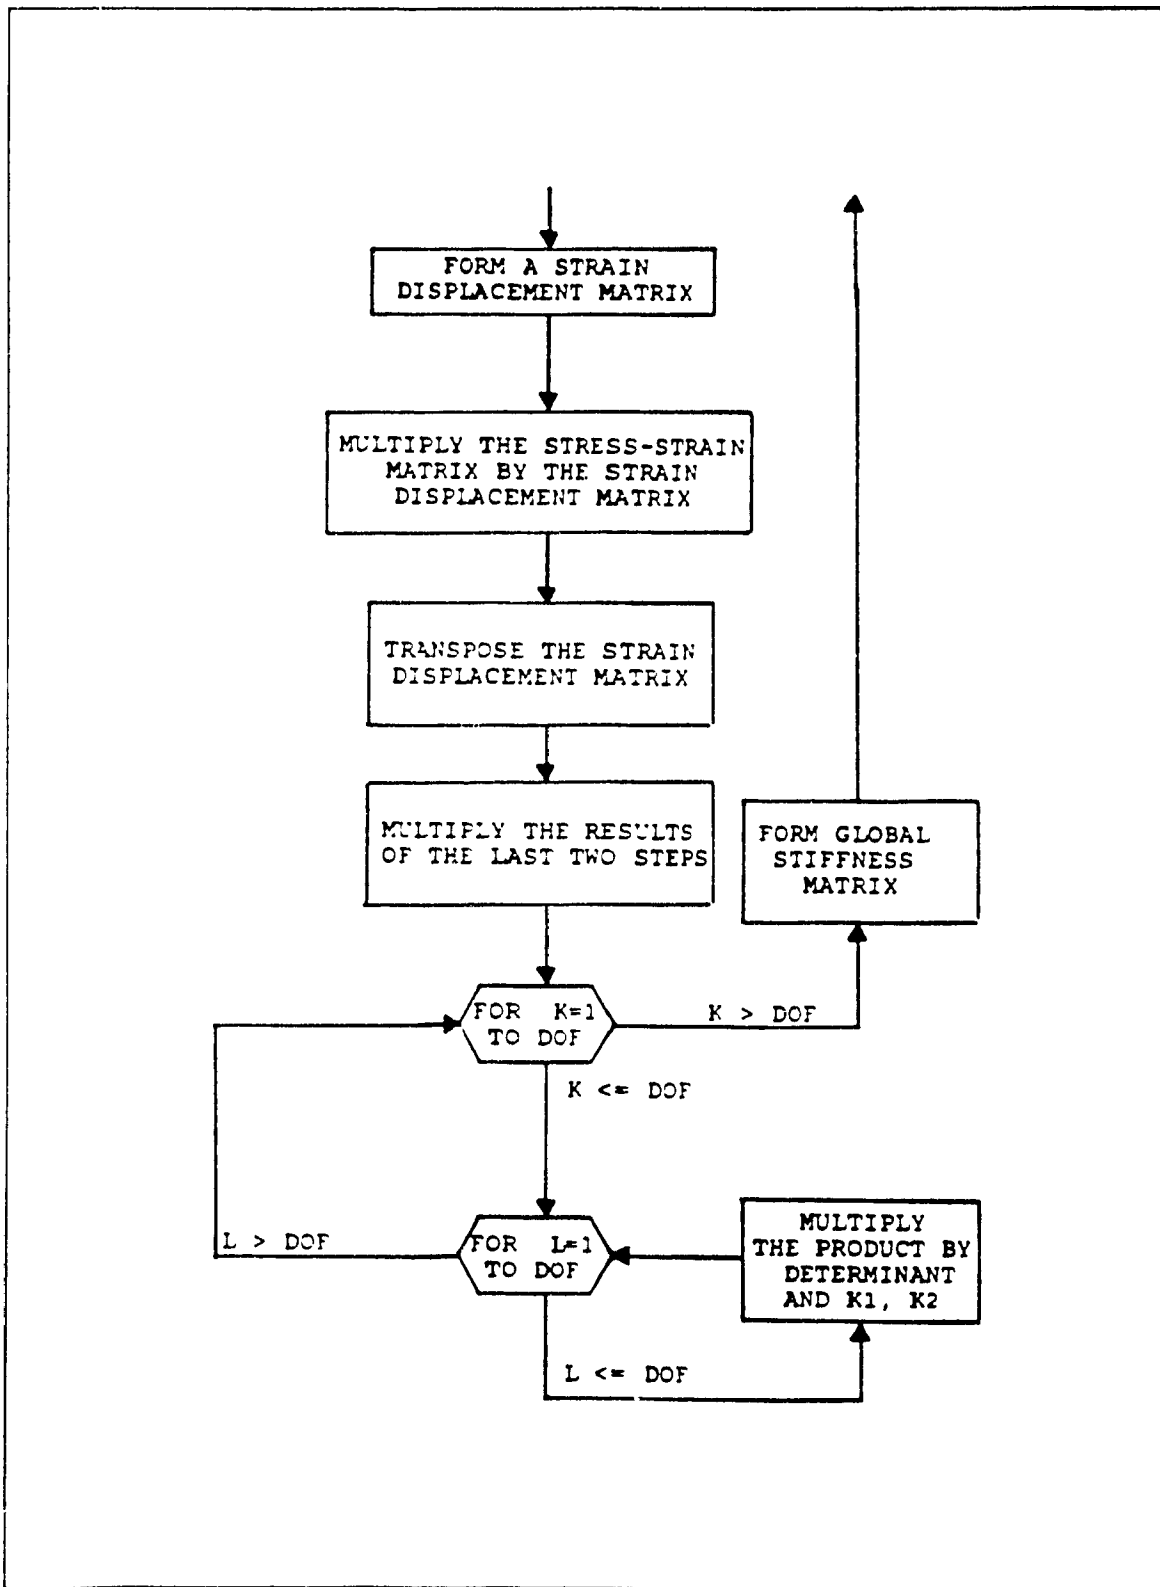 FORM A STRAIN
DISPLACEMENT MATRIX
MULTIPLY THE STRESS-STRAIN
MATRIX BY THE STRAIN
DISPLACEMENT MATRIX
TRANSPOSE THE STRAIN
DISPLACEMENT MATRIX
MULTIPLY THE RESULTS
OF THE LAST TWO STEPS
FORM GLOBAL
STIFFNESS
MATRIX
FOR K=1
TO DOF
K > DOF
K <= DOF
L > DOF
FOR L=1
TO DOF
MULTIPLY
THE PRODUCT BY
DETERMINANT
AND K1, K2
L <= DOF